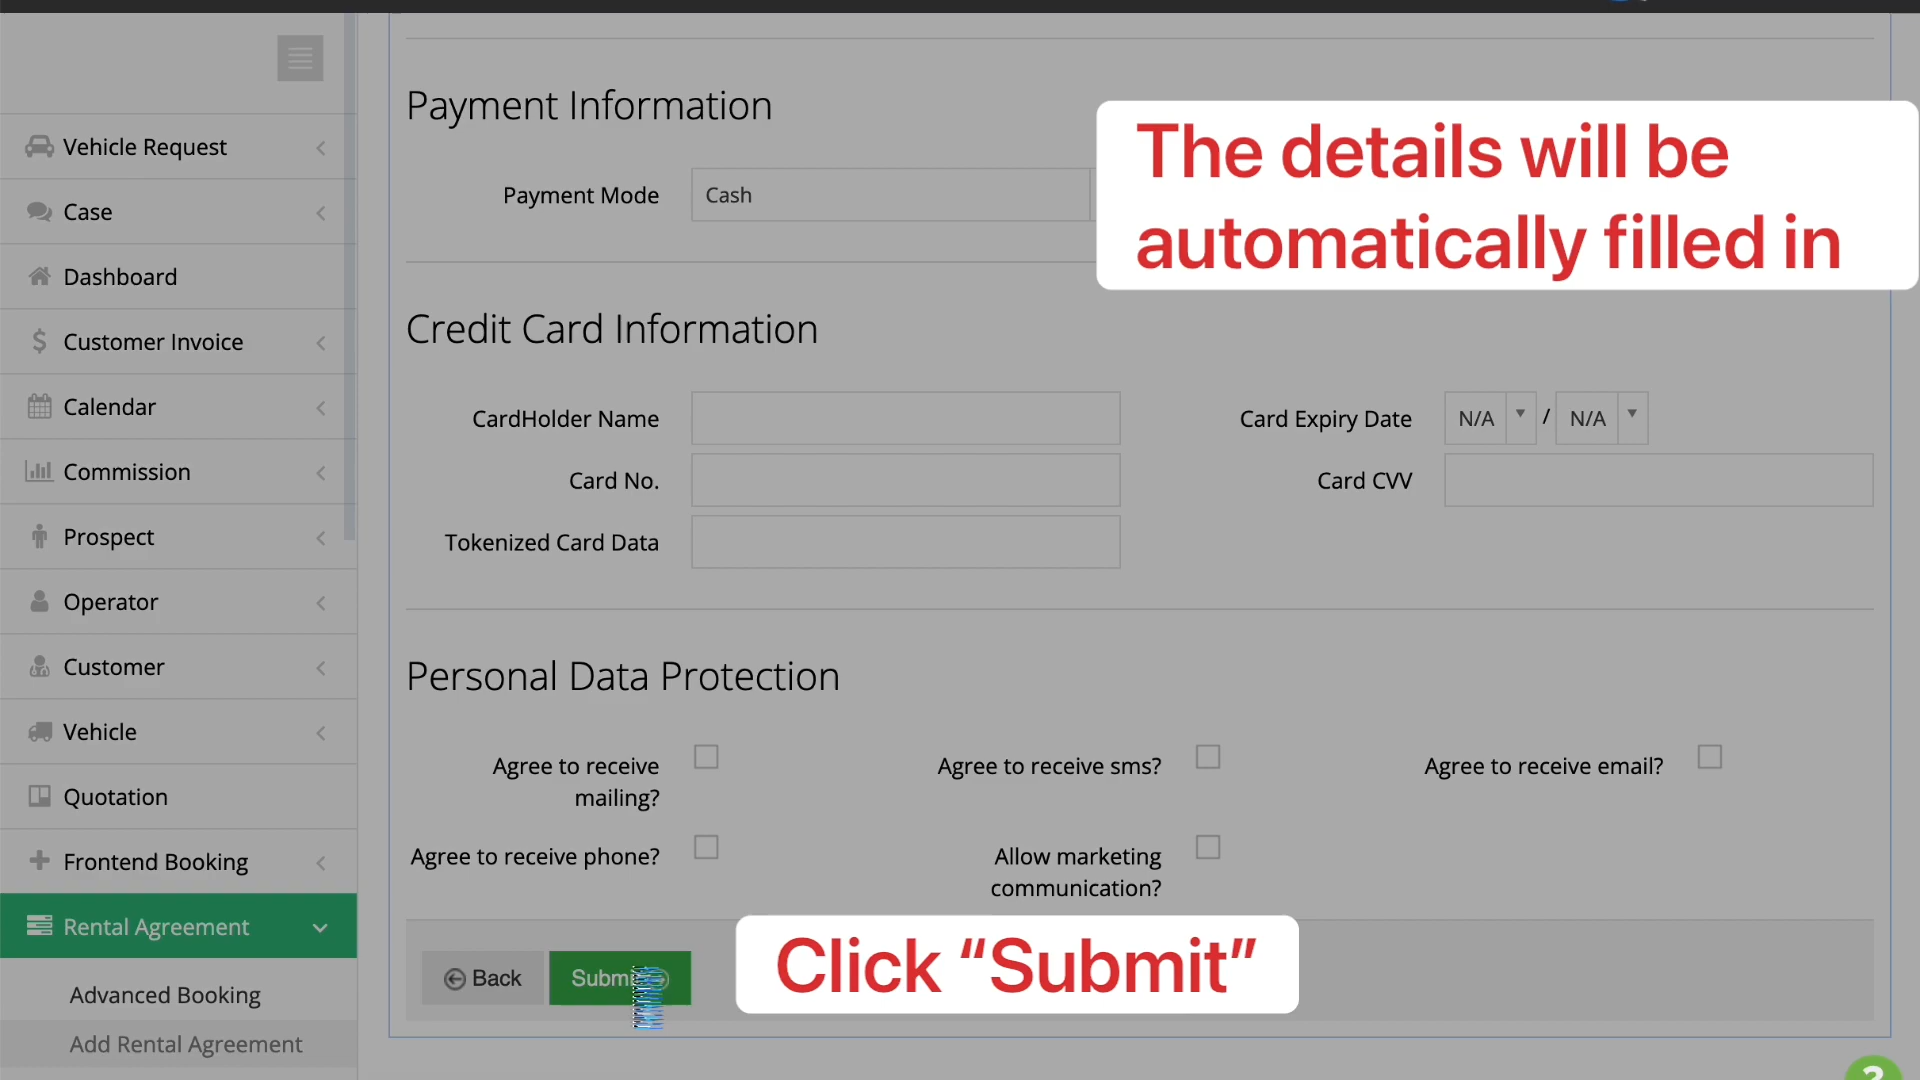 Vehicle Request
Case
Dashboard
Customer Invoice
Calendar
Commission
Prospect
Operator
Customer
Vehicle
Quotation
Frontend Booking
Rental Agreement
Advanced Booking
Add Rental Agreement
Payment Information
Payment Mode
Cash
The details will be
automatically filled in
Credit Card Information
CardHolder Name
Card Expiry Date
N/A / N/A
Card No.
Card CVV
Tokenized Card Data
Personal Data Protection
Agree to receive
mailing?
Agree to receive sms?
Agree to receive email?
Agree to receive phone?
Allow marketing
communication?
Back
Submit
Click “Submit”
?